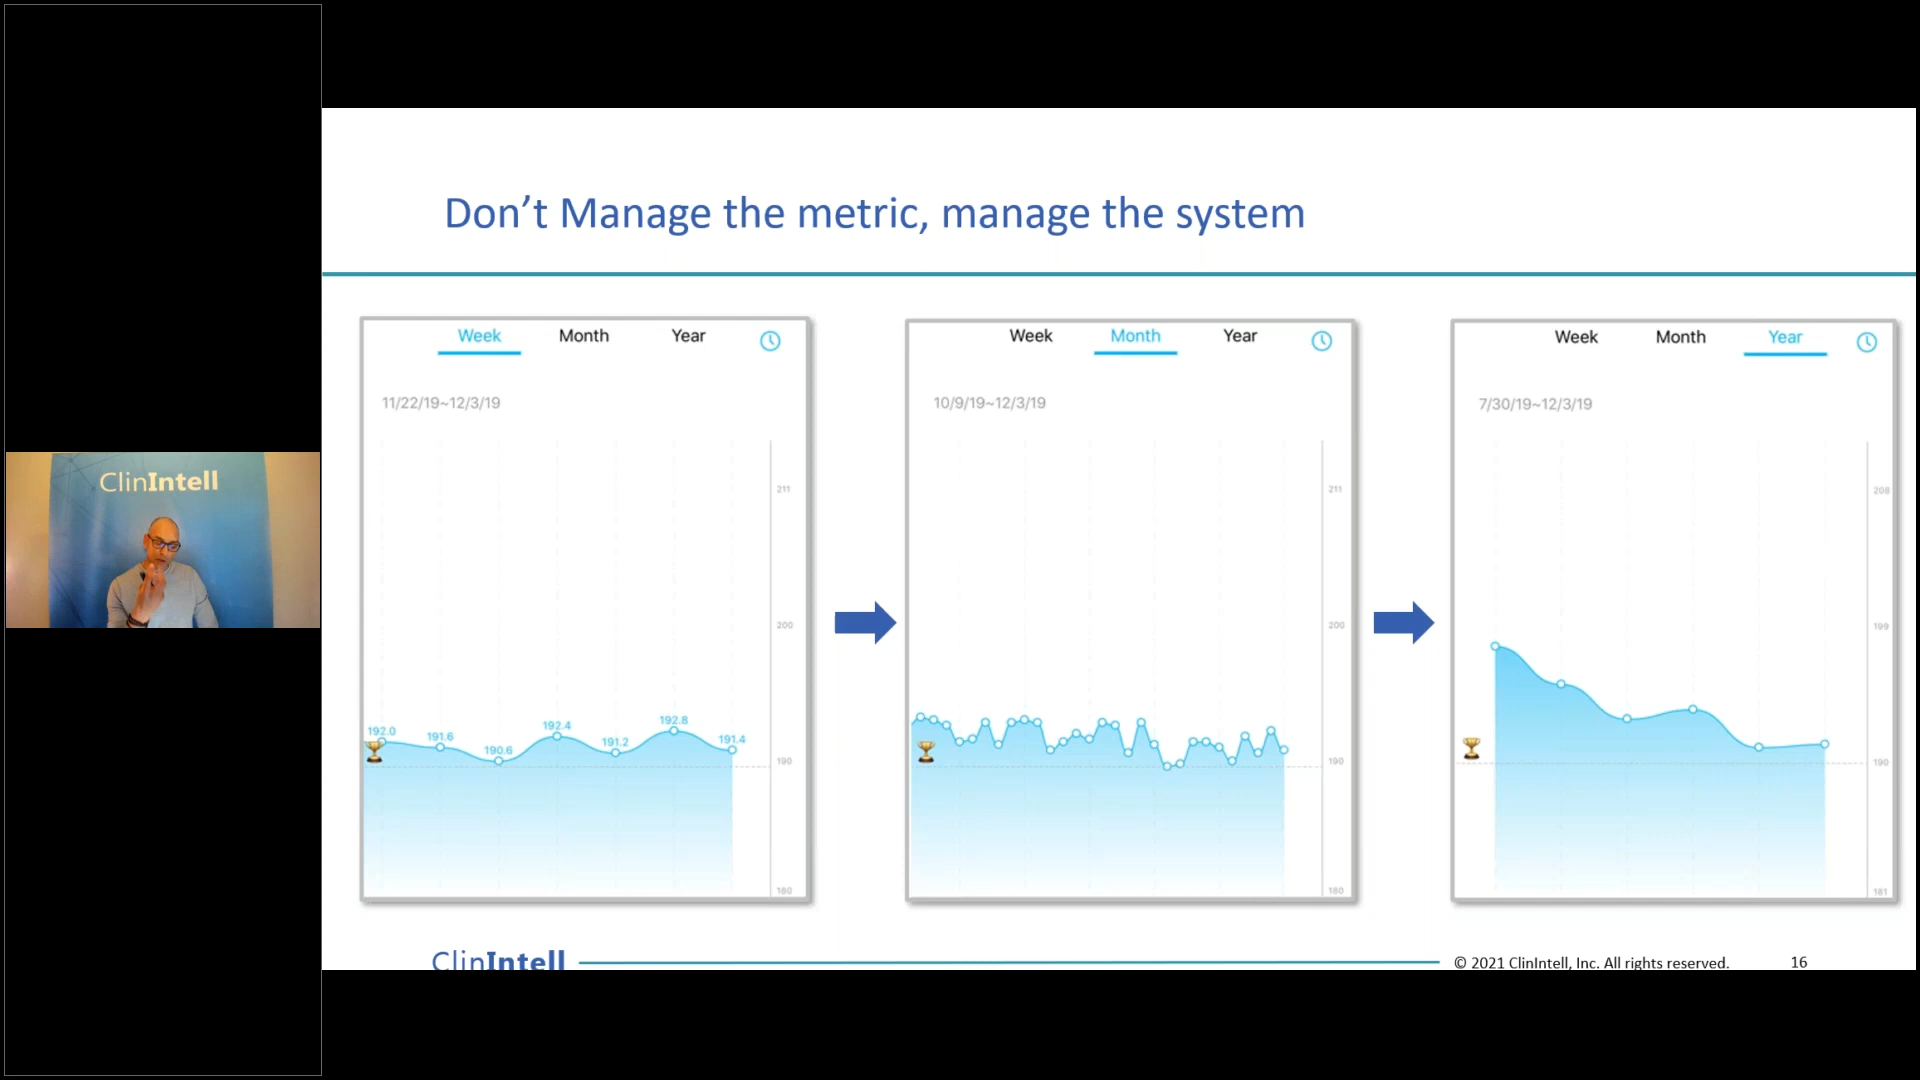 ClinIntell
Don't Manage the metric, manage the system
Week Month Year
11/22/19~12/3/19
211
200
192.0 191.6 190.6 192.4 191.2 192.8 191.4
190
180
Week Month Year
10/9/19~12/3/19
211
200
190
180
Week Month Year
7/30/19~12/3/19
208
199
190
181
ClinIntell
© 2021 ClinIntell, Inc. All rights reserved. 16